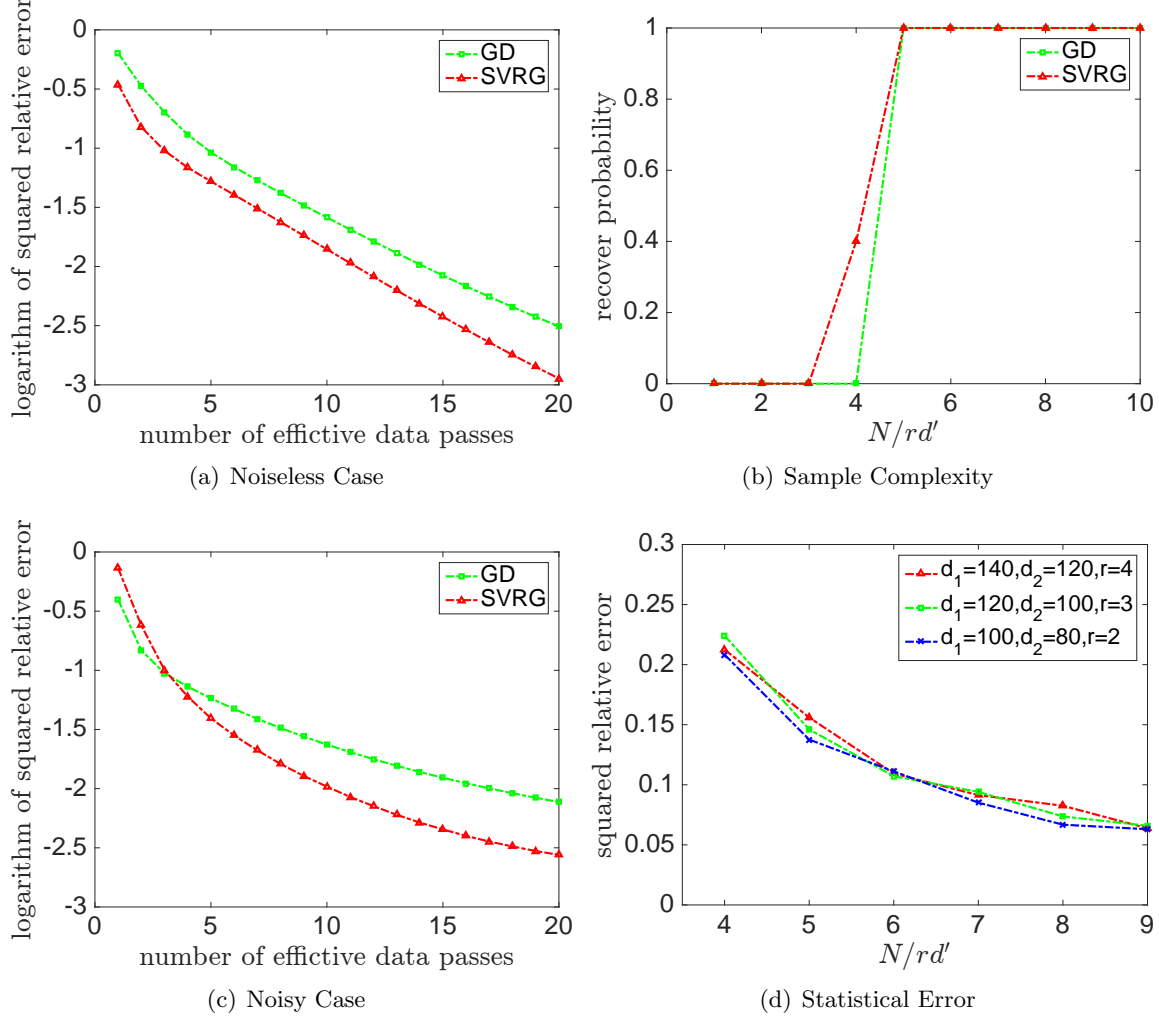 logarithm of squared relative error
0
-0.5
-1
-1.5
-2
-2.5
-3
0 5 10 15 20
number of effictive data passes
GD
SVRG
(a) Noiseless Case
recover probability
1
0.8
0.6
0.4
0.2
0
0 2 4 6 8 10
N/rd′
GD
SVRG
(b) Sample Complexity
logarithm of squared relative error
0
-0.5
-1
-1.5
-2
-2.5
-3
0 5 10 15 20
number of effictive data passes
GD
SVRG
(c) Noisy Case
squared relative error
0.3
0.25
0.2
0.15
0.1
0.05
0
4 5 6 7 8 9
N/rd′
d₁=140,d₂=120,r=4
d₁=120,d₂=100,r=3
d₁=100,d₂=80,r=2
(d) Statistical Error